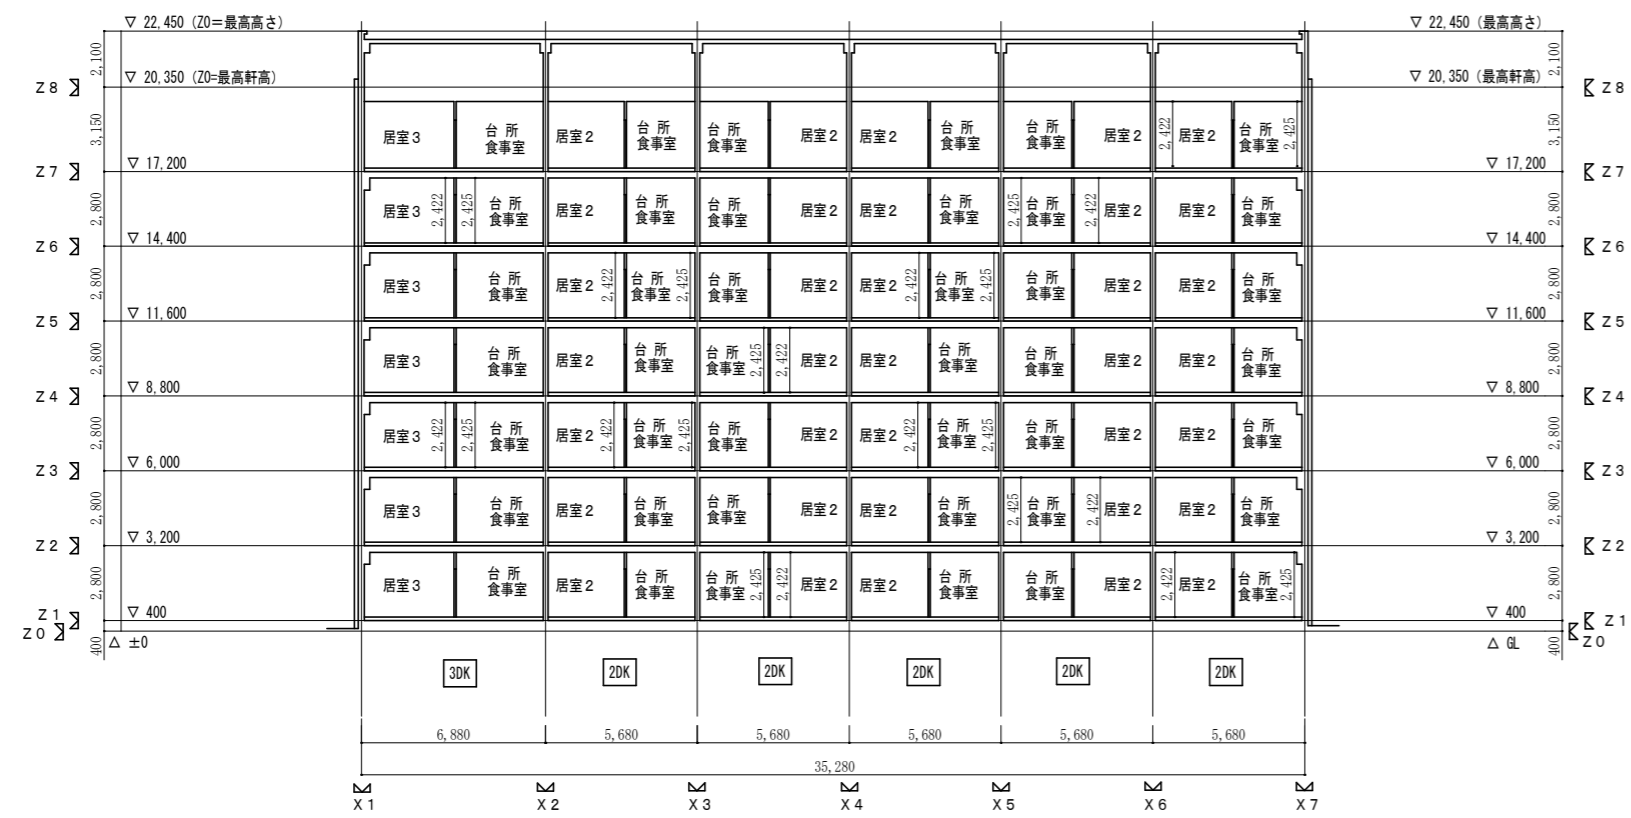 ▽ 22,450 (Z0＝最高高さ) ▽ 22,450 (最高高さ)
2,100 2,100
▽ 20,350 (Z0=最高軒高) ▽ 20,350 (最高軒高)
Z8 Z8
3,150 居室3 台所 居室2 台所 台所 居室2 居室2 台所 台所 居室2 2,422 居室2 台所 2,425 3,150
食事室 食事室 食事室 食事室 食事室 食事室
▽ 17,200 ▽ 17,200
Z7 Z7
2,800 居室3 2,422 2,425 台所 居室2 台所 台所 居室2 居室2 台所 2,425 台所 2,422 居室2 居室2 台所 2,800
食事室 食事室 食事室 食事室 食事室 食事室
▽ 14,400 ▽ 14,400
Z6 Z6
2,800 居室3 台所 居室2 2,422 台所 2,425 台所 居室2 居室2 2,422 台所 2,425 台所 居室2 居室2 台所 2,800
食事室 食事室 食事室 食事室 食事室 食事室
▽ 11,600 ▽ 11,600
Z5 Z5
2,800 居室3 台所 居室2 台所 台所 2,425 2,422 居室2 居室2 台所 台所 居室2 居室2 台所 2,800
食事室 食事室 食事室 食事室 食事室 食事室
▽ 8,800 ▽ 8,800
Z4 Z4
2,800 居室3 2,422 2,425 台所 居室2 2,422 台所 2,425 台所 居室2 居室2 2,422 台所 2,425 台所 居室2 居室2 台所 2,800
食事室 食事室 食事室 食事室 食事室 食事室
▽ 6,000 ▽ 6,000
Z3 Z3
2,800 居室3 台所 居室2 台所 台所 居室2 居室2 台所 2,425 台所 2,422 居室2 居室2 台所 2,800
食事室 食事室 食事室 食事室 食事室 食事室
▽ 3,200 ▽ 3,200
Z2 Z2
2,800 居室3 台所 居室2 台所 台所 2,425 2,422 居室2 居室2 台所 台所 居室2 2,422 居室2 台所 2,425 2,800
食事室 食事室 食事室 食事室 食事室 食事室
▽ 400 ▽ 400
Z1 Z1
Z0 Z0
400 △ ±0 △ GL 400
3DK 2DK 2DK 2DK 2DK 2DK
6,880 5,680 5,680 5,680 5,680 5,680
35,280
X1 X2 X3 X4 X5 X6 X7